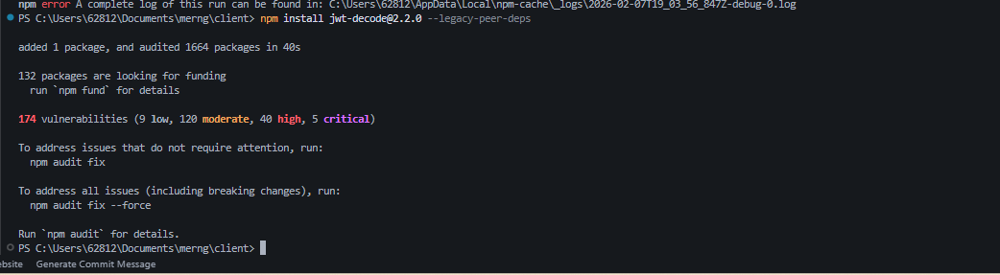 npm error A complete log of this run can be found in: C:\Users\62812\AppData\Local\npm-cache\_logs\2026-02-07T19_03_56_847Z-debug-0.log
PS C:\Users\62812\Documents\merng\client> npm install jwt-decode@2.2.0 --legacy-peer-deps
added 1 package, and audited 1664 packages in 40s
132 packages are looking for funding
run `npm fund` for details
174 vulnerabilities (9 low, 120 moderate, 40 high, 5 critical)
To address issues that do not require attention, run:
npm audit fix
To address all issues (including breaking changes), run:
npm audit fix --force
Run `npm audit` for details.
PS C:\Users\62812\Documents\merng\client>
ebsite Generate Commit Message